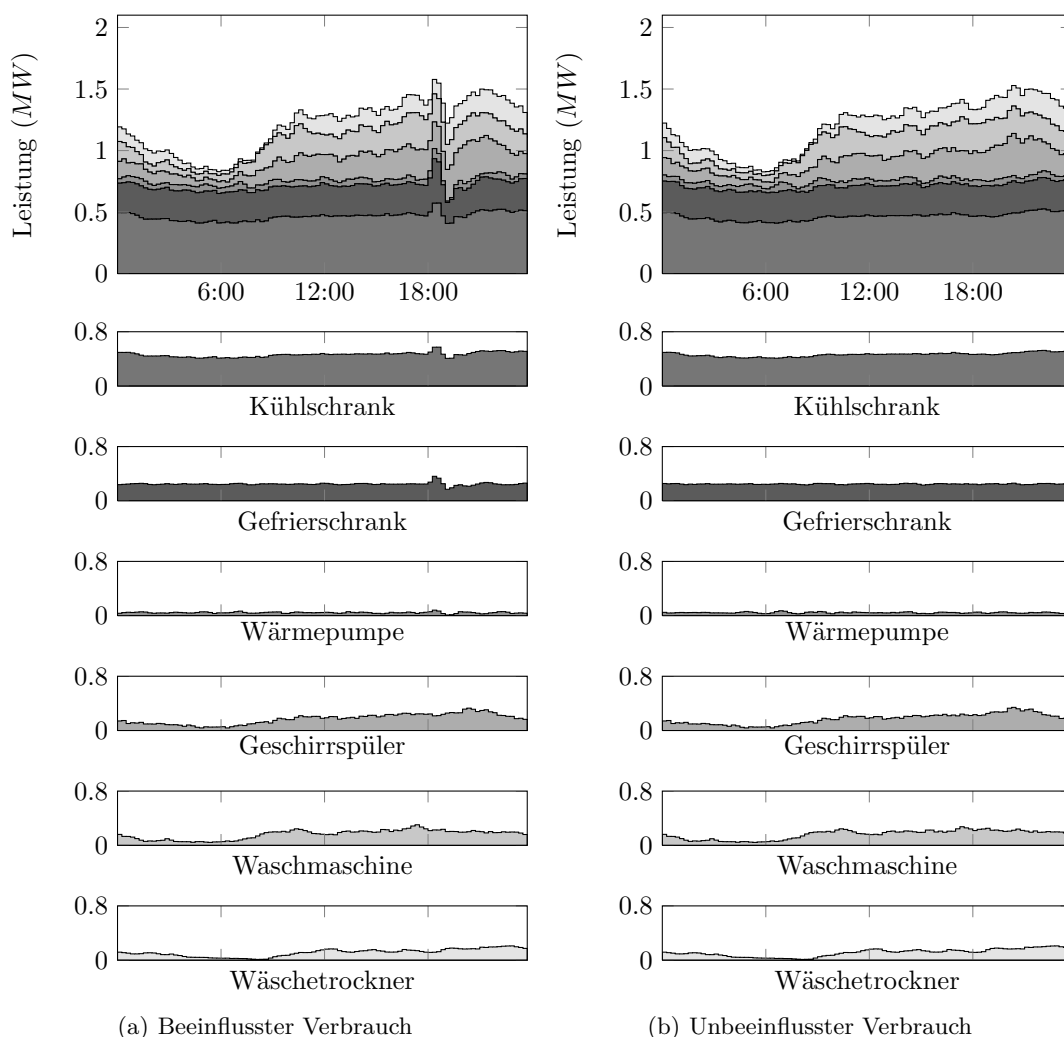 2
1.5
1
0.5
0
Leistung (MW)
6:00 12:00 18:00
0.8
0
Kühlschrank
0.8
0
Gefrierschrank
0.8
0
Wärmepumpe
0.8
0
Geschirrspüler
0.8
0
Waschmaschine
0.8
0
Wäschetrockner
(a) Beeinflusster Verbrauch
2
1.5
1
0.5
0
Leistung (MW)
6:00 12:00 18:00
0.8
0
Kühlschrank
0.8
0
Gefrierschrank
0.8
0
Wärmepumpe
0.8
0
Geschirrspüler
0.8
0
Waschmaschine
0.8
0
Wäschetrockner
(b) Unbeeinflusster Verbrauch